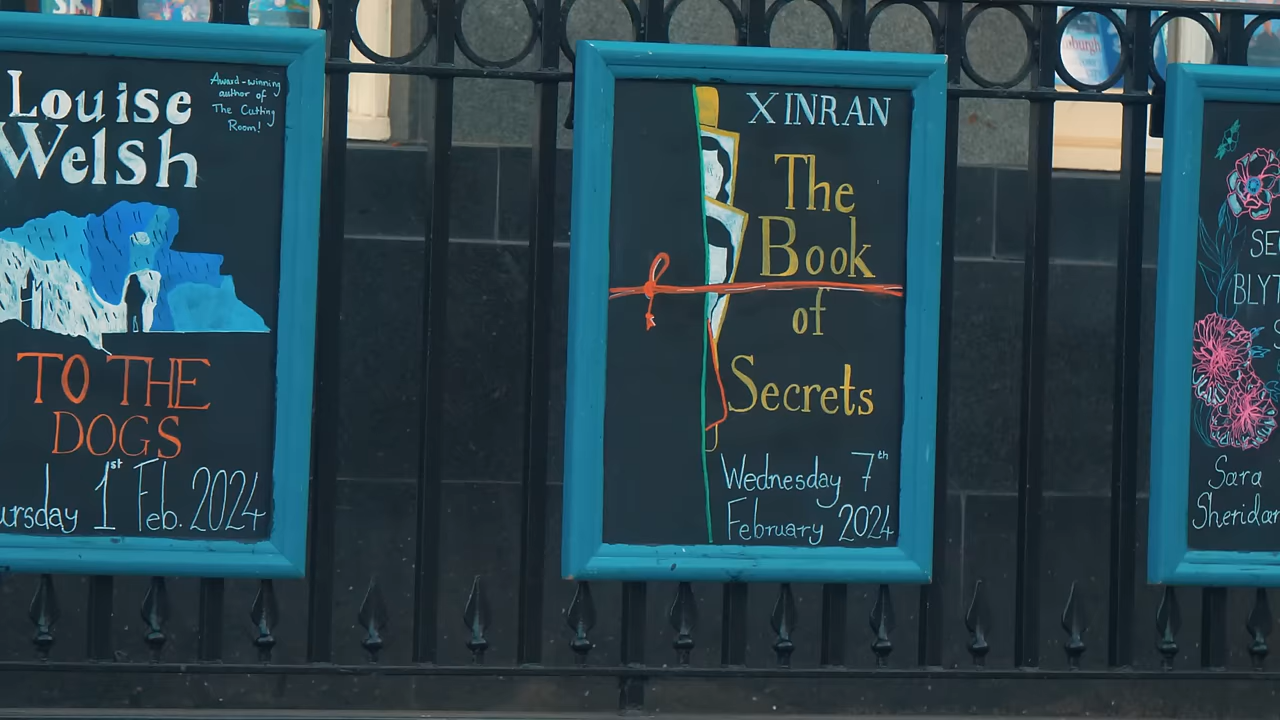 Louise
Welsh
Award-winning
author of
The Cutting
Room!
TO THE
DOGS
1st Feb. 2024
XINRAN
The
Book
of
Secrets
Wednesday 7th
February 2024
Sara
Sheridan